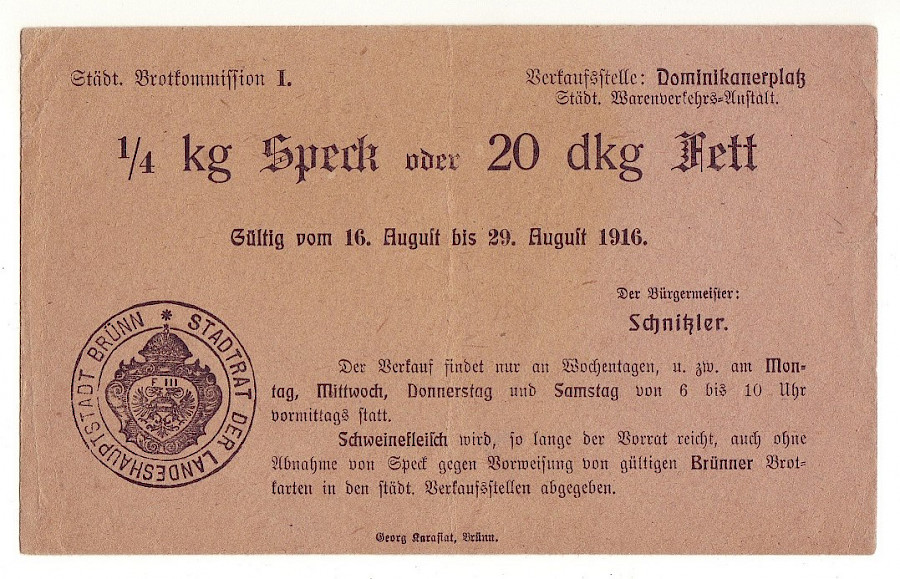 Städt. Brotkommission I.
Verkaufsstelle: Dominikanerplatz
Städt. Warenverkehrs-Anstalt.
1/4 kg Speck oder 20 dkg Fett
Gültig vom 16. August bis 29. August 1916.
Der Bürgermeister:
Schnitzler.
* STADTRAT DER LANDESHAUPTSTADT BRÜNN
F III
Der Verkauf findet nur an Wochentagen, u. zw. am Mon-
tag, Mittwoch, Donnerstag und Samstag von 6 bis 10 Uhr
vormittags statt.
Schweinefleisch wird, so lange der Vorrat reicht, auch ohne
Abnahme von Speck gegen Vorweisung von gültigen Brünner Brot-
karten in den städt. Verkaufsstellen abgegeben.
Georg Karafiat, Brünn.